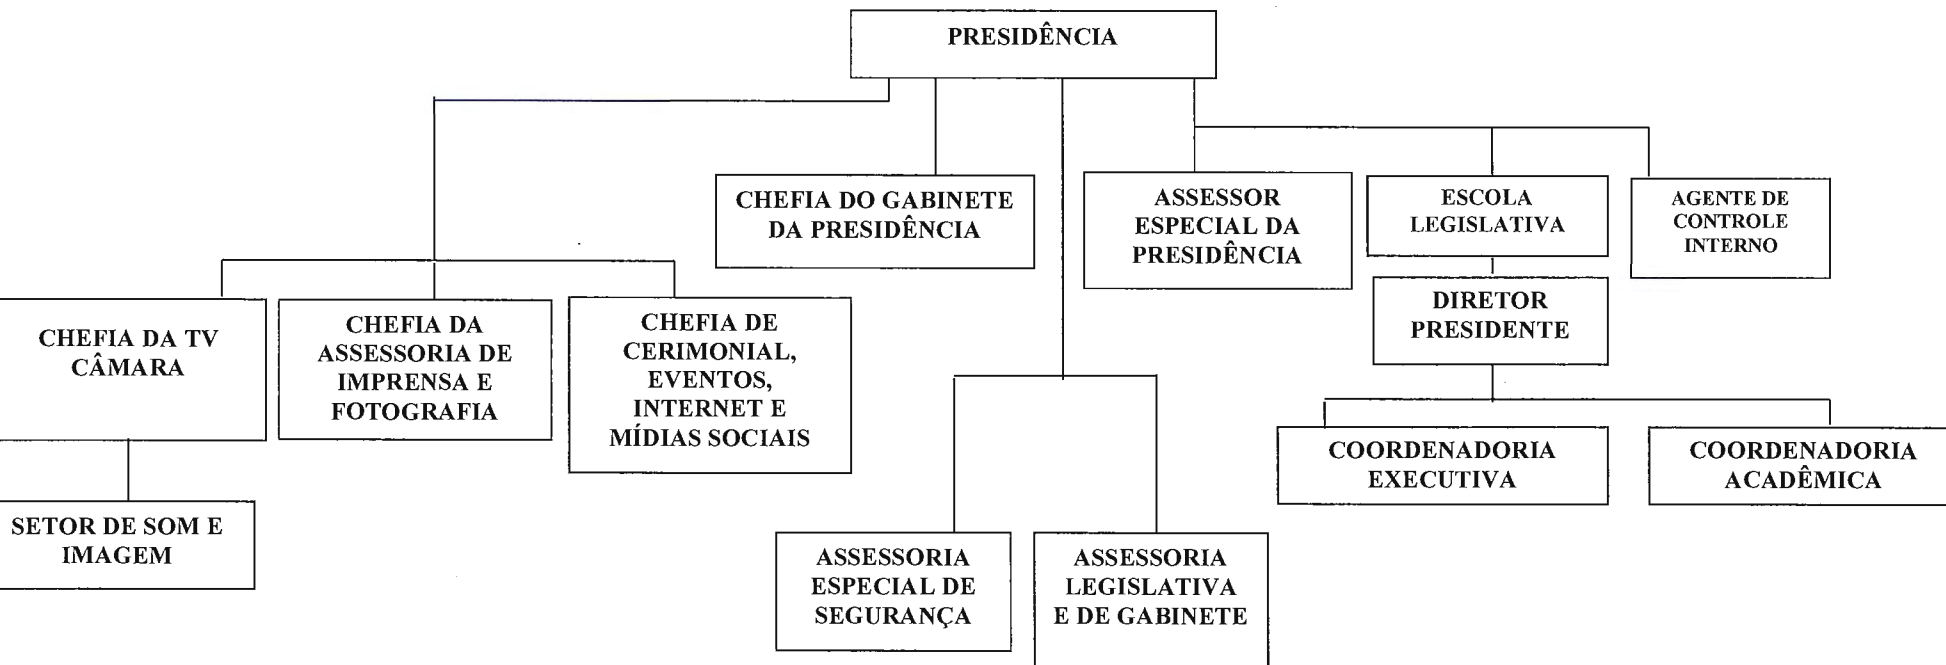 PRESIDÊNCIA
CHEFIA DO GABINETE
DA PRESIDÊNCIA
ASSESSOR
ESPECIAL DA
PRESIDÊNCIA
ESCOLA
LEGISLATIVA
AGENTE DE
CONTROLE
INTERNO
DIRETOR
PRESIDENTE
CHEFIA DA TV
CÂMARA
CHEFIA DA
ASSESSORIA DE
IMPRENSA E
FOTOGRAFIA
CHEFIA DE
CERIMONIAL,
EVENTOS,
INTERNET E
MÍDIAS SOCIAIS
COORDENADORIA
EXECUTIVA
COORDENADORIA
ACADÊMICA
SETOR DE SOM E
IMAGEM
ASSESSORIA
ESPECIAL DE
SEGURANÇA
ASSESSORIA
LEGISLATIVA
E DE GABINETE